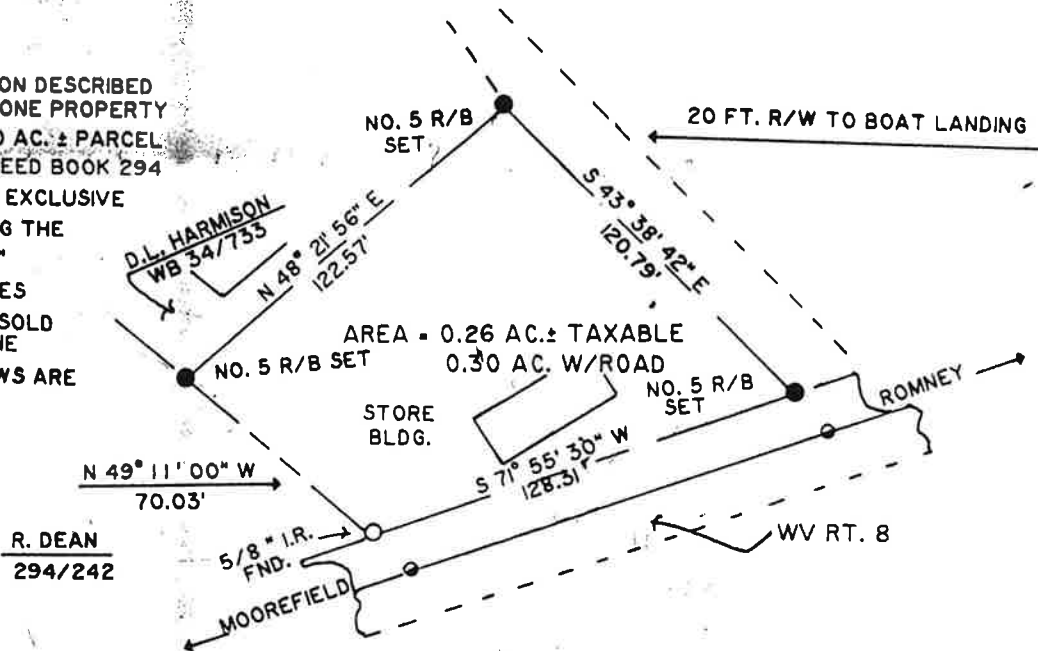 ON DESCRIBED
ONE PROPERTY
AC. ± PARCEL
EED BOOK 294
EXCLUSIVE
G THE
ES
SOLD
NE
WS ARE
NO. 5 R/B
SET
20 FT. R/W TO BOAT LANDING
D.L. HARMISON
WB 34/733
N 48° 21' 56" E
122.57'
S 43° 38' 42" E
120.79'
AREA = 0.26 AC.± TAXABLE
0.30 AC. W/ROAD
NO. 5 R/B SET
NO. 5 R/B
SET
STORE
BLDG.
ROMNEY
S 71° 55' 30" W
128.31'
N 49° 11' 00" W
70.03'
5/8" I.R.
FND.
WV RT. 8
R. DEAN
294/242
MOOREFIELD